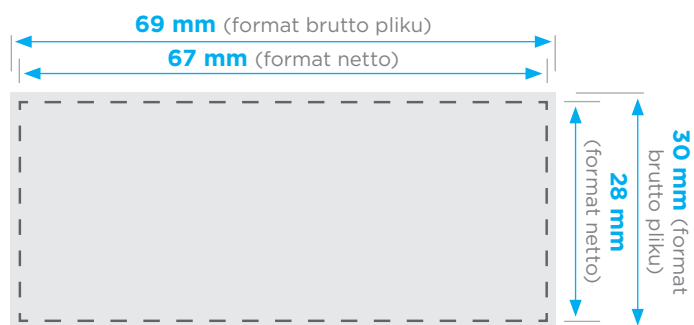 69 mm (format brutto pliku)
67 mm (format netto)
30 mm (format
brutto pliku)
28 mm
(format netto)